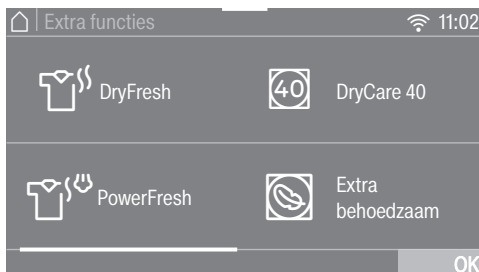 Extra functies
11:02
DryFresh
40
DryCare 40
PowerFresh
Extra
behoedzaam
OK